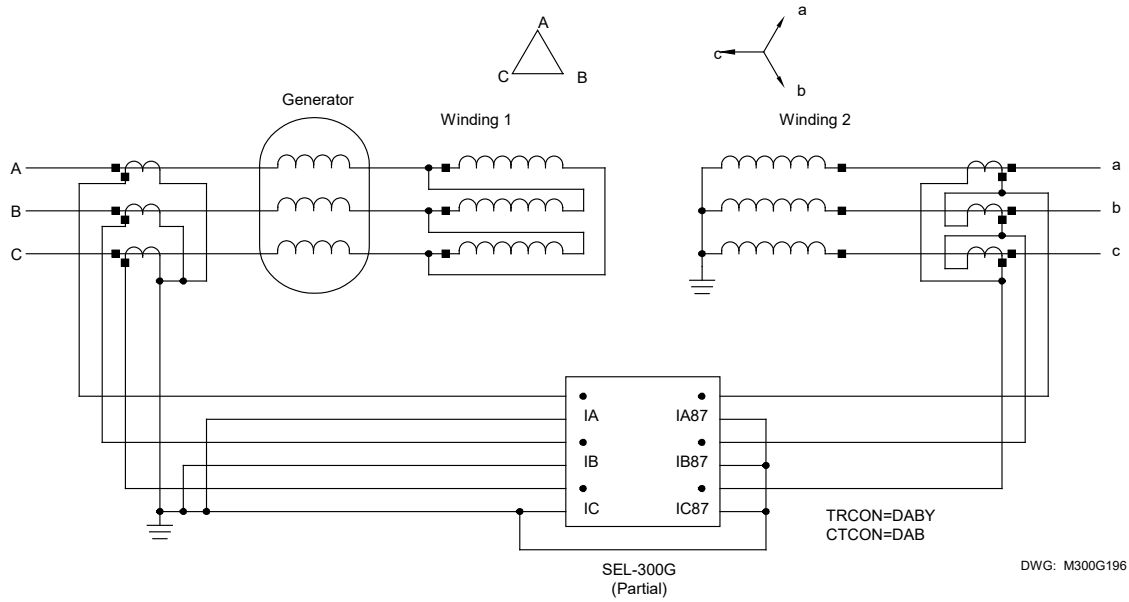 A
C
B
a
c
b
Generator
Winding 1
Winding 2
A
B
C
a
b
c
IA
IA87
IB
IB87
IC
IC87
TRCON=DABY
CTCON=DAB
SEL-300G
(Partial)
DWG: M300G196